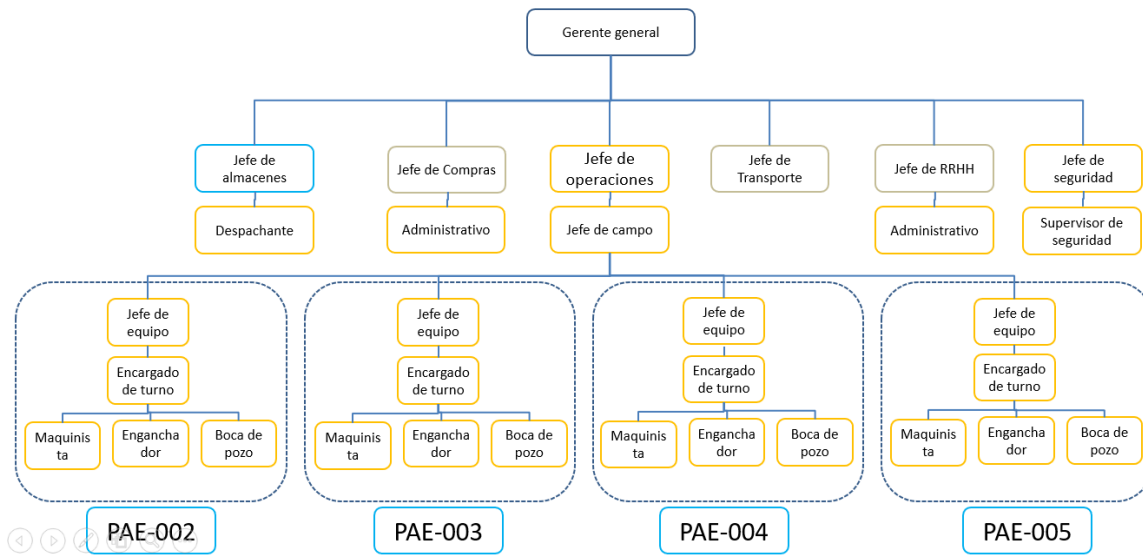 Gerente general
Jefe de
almacenes
Jefe de Compras
Jefe de
operaciones
Jefe de
Transporte
Jefe de RRHH
Jefe de
seguridad
Despachante
Administrativo
Jefe de campo
Administrativo
Supervisor de
seguridad
Jefe de
equipo
Encargado
de turno
Maquinis
ta
Engancha
dor
Boca de
pozo
PAE-002
Jefe de
equipo
Encargado
de turno
Maquinis
ta
Engancha
dor
Boca de
pozo
PAE-003
Jefe de
equipo
Encargado
de turno
Maquinis
ta
Engancha
dor
Boca de
pozo
PAE-004
Jefe de
equipo
Encargado
de turno
Maquinis
ta
Engancha
dor
Boca de
pozo
PAE-005